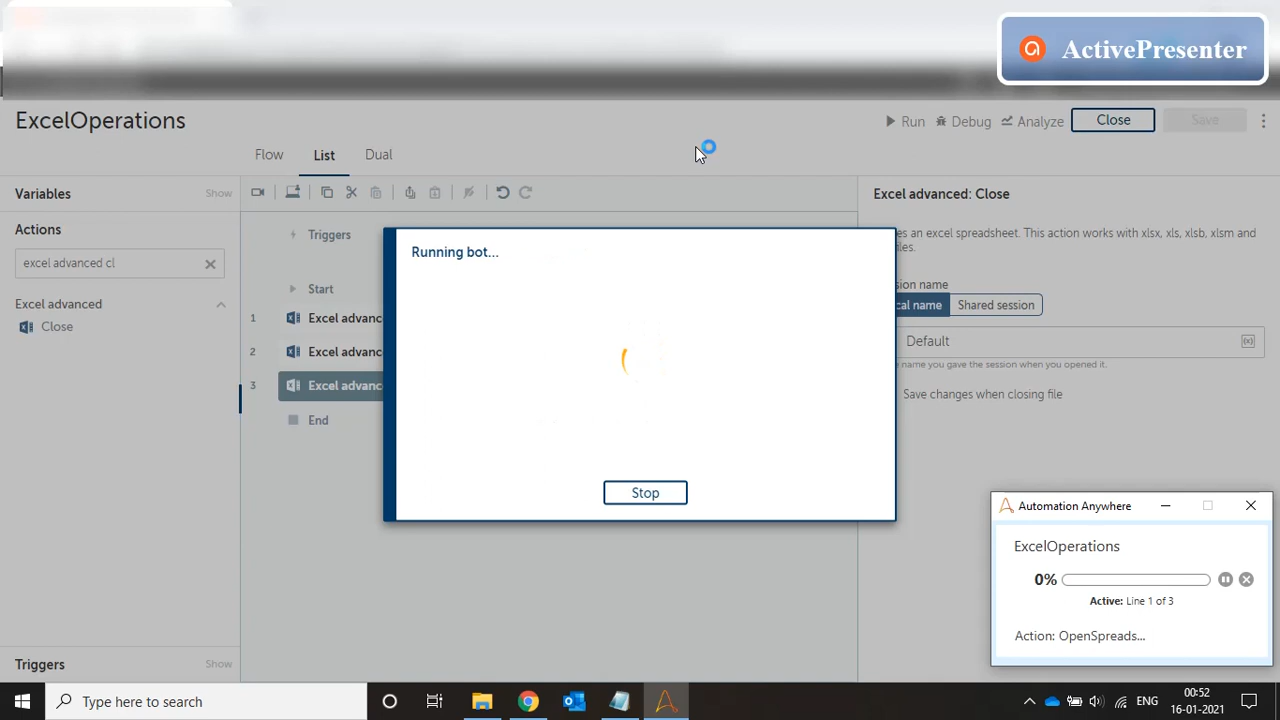 ActivePresenter
ExcelOperations
Run
Debug
Analyze
Close
Save
Flow
List
Dual
Variables
Show
Actions
excel advanced cl
Excel advanced
Close
Triggers
Start
1
Excel advanc
2
Excel advanc
3
Excel advanc
End
Running bot...
Stop
Excel advanced: Close
es an excel spreadsheet. This action works with xlsx, xls, xlsb, xlsm and
files.
sion name
cal name
Shared session
Default
(x)
name you gave the session when you opened it.
Save changes when closing file
Automation Anywhere
ExcelOperations
0%
Active: Line 1 of 3
Action: OpenSpreads...
Triggers
Show
Type here to search
ENG
00:52
16-01-2021